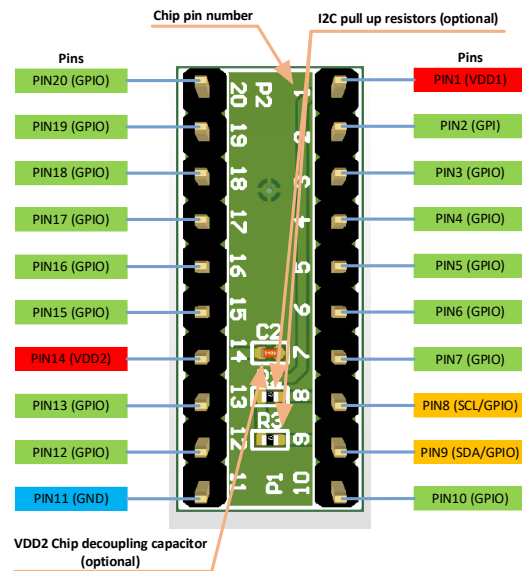 Chip pin number
I2C pull up resistors (optional)
Pins
Pins
PIN20 (GPIO)
PIN19 (GPIO)
PIN18 (GPIO)
PIN17 (GPIO)
PIN16 (GPIO)
PIN15 (GPIO)
PIN14 (VDD2)
PIN13 (GPIO)
PIN12 (GPIO)
PIN11 (GND)
P2
20
19
18
17
16
15
14
13
12
11
C2
R3
P1
1
2
3
4
5
6
7
8
9
10
PIN1 (VDD1)
PIN2 (GPI)
PIN3 (GPIO)
PIN4 (GPIO)
PIN5 (GPIO)
PIN6 (GPIO)
PIN7 (GPIO)
PIN8 (SCL/GPIO)
PIN9 (SDA/GPIO)
PIN10 (GPIO)
VDD2 Chip decoupling capacitor
(optional)